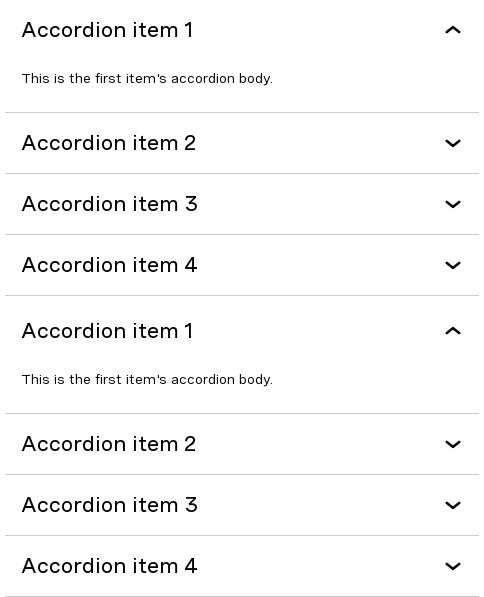 Accordion item 1
This is the first item's accordion body.
Accordion item 2
Accordion item 3
Accordion item 4
Accordion item 1
This is the first item's accordion body.
Accordion item 2
Accordion item 3
Accordion item 4